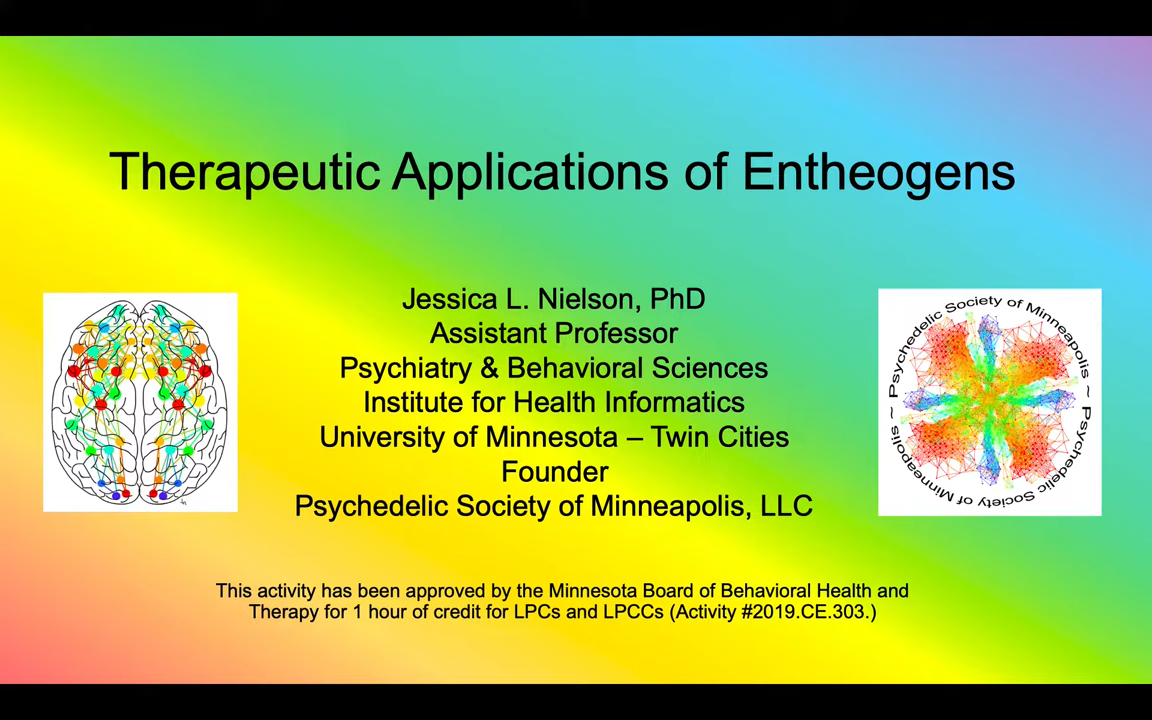 Therapeutic Applications of Entheogens
Jessica L. Nielson, PhD
Assistant Professor
Psychiatry & Behavioral Sciences
Institute for Health Informatics
University of Minnesota – Twin Cities
Founder
Psychedelic Society of Minneapolis, LLC
Psychedelic Society of Minneapolis ~ Psychedelic Society of Minneapolis ~
This activity has been approved by the Minnesota Board of Behavioral Health and
Therapy for 1 hour of credit for LPCs and LPCCs (Activity #2019.CE.303.)